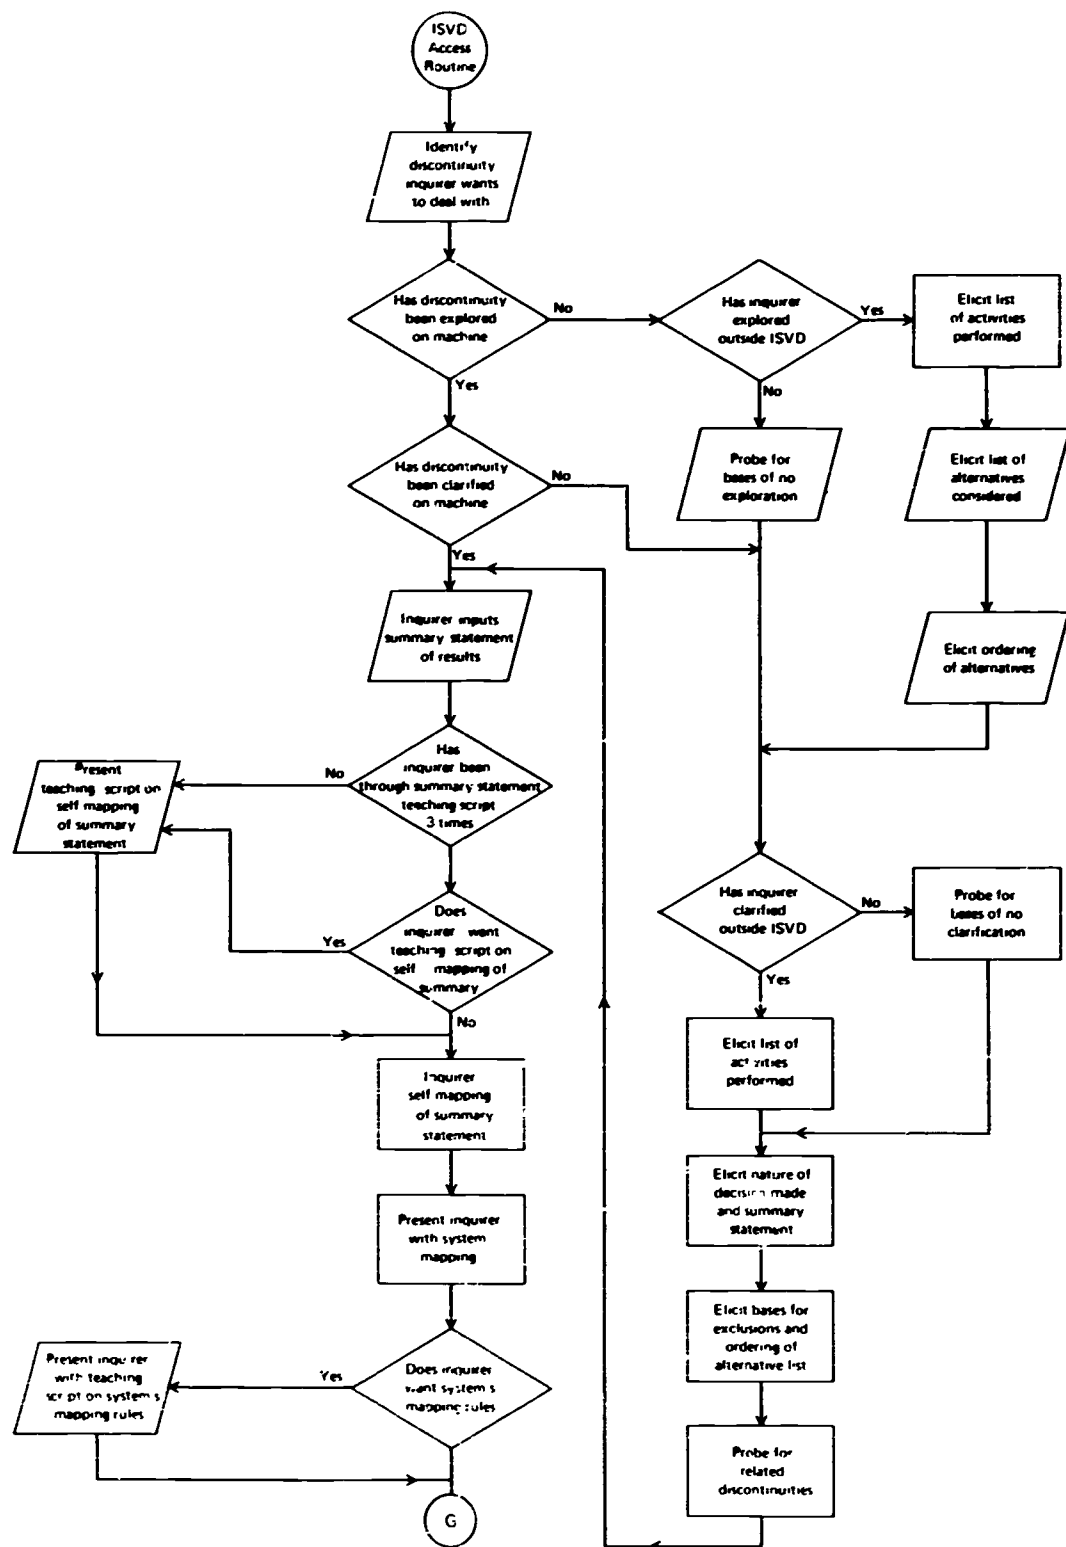 ISVD
Access
Routine
Identify
discontinuity
inquirer wants
to deal with
Has discontinuity
been explored
on machine
No
Yes
Has inquirer
explored
outside ISVD
Yes
No
Elicit list
of activities
performed
Has discontinuity
been clarified
on machine
No
Yes
Probe for
bases of no
exploration
Elicit list of
alternatives
considered
Inquirer inputs
summary statement
of results
Elicit ordering
of alternatives
Has
inquirer been
through summary statement
teaching script
3 times
No
Present
teaching script on
self mapping
of summary
statement
Does
inquirer want
teaching script on
self mapping of
summary
Yes
No
Has inquirer
clarified
outside ISVD
No
Yes
Probe for
bases of no
clarification
Elicit list of
activities
performed
Inquirer
self mapping
of summary
statement
Elicit nature of
decision made
and summary
statement
Present inquirer
with system
mapping
Elicit bases for
exclusions and
ordering of
alternative list
Does inquirer
want system s
mapping rules
Yes
Present inquirer
with teaching
script on system s
mapping rules
Probe for
related
discontinuities
G